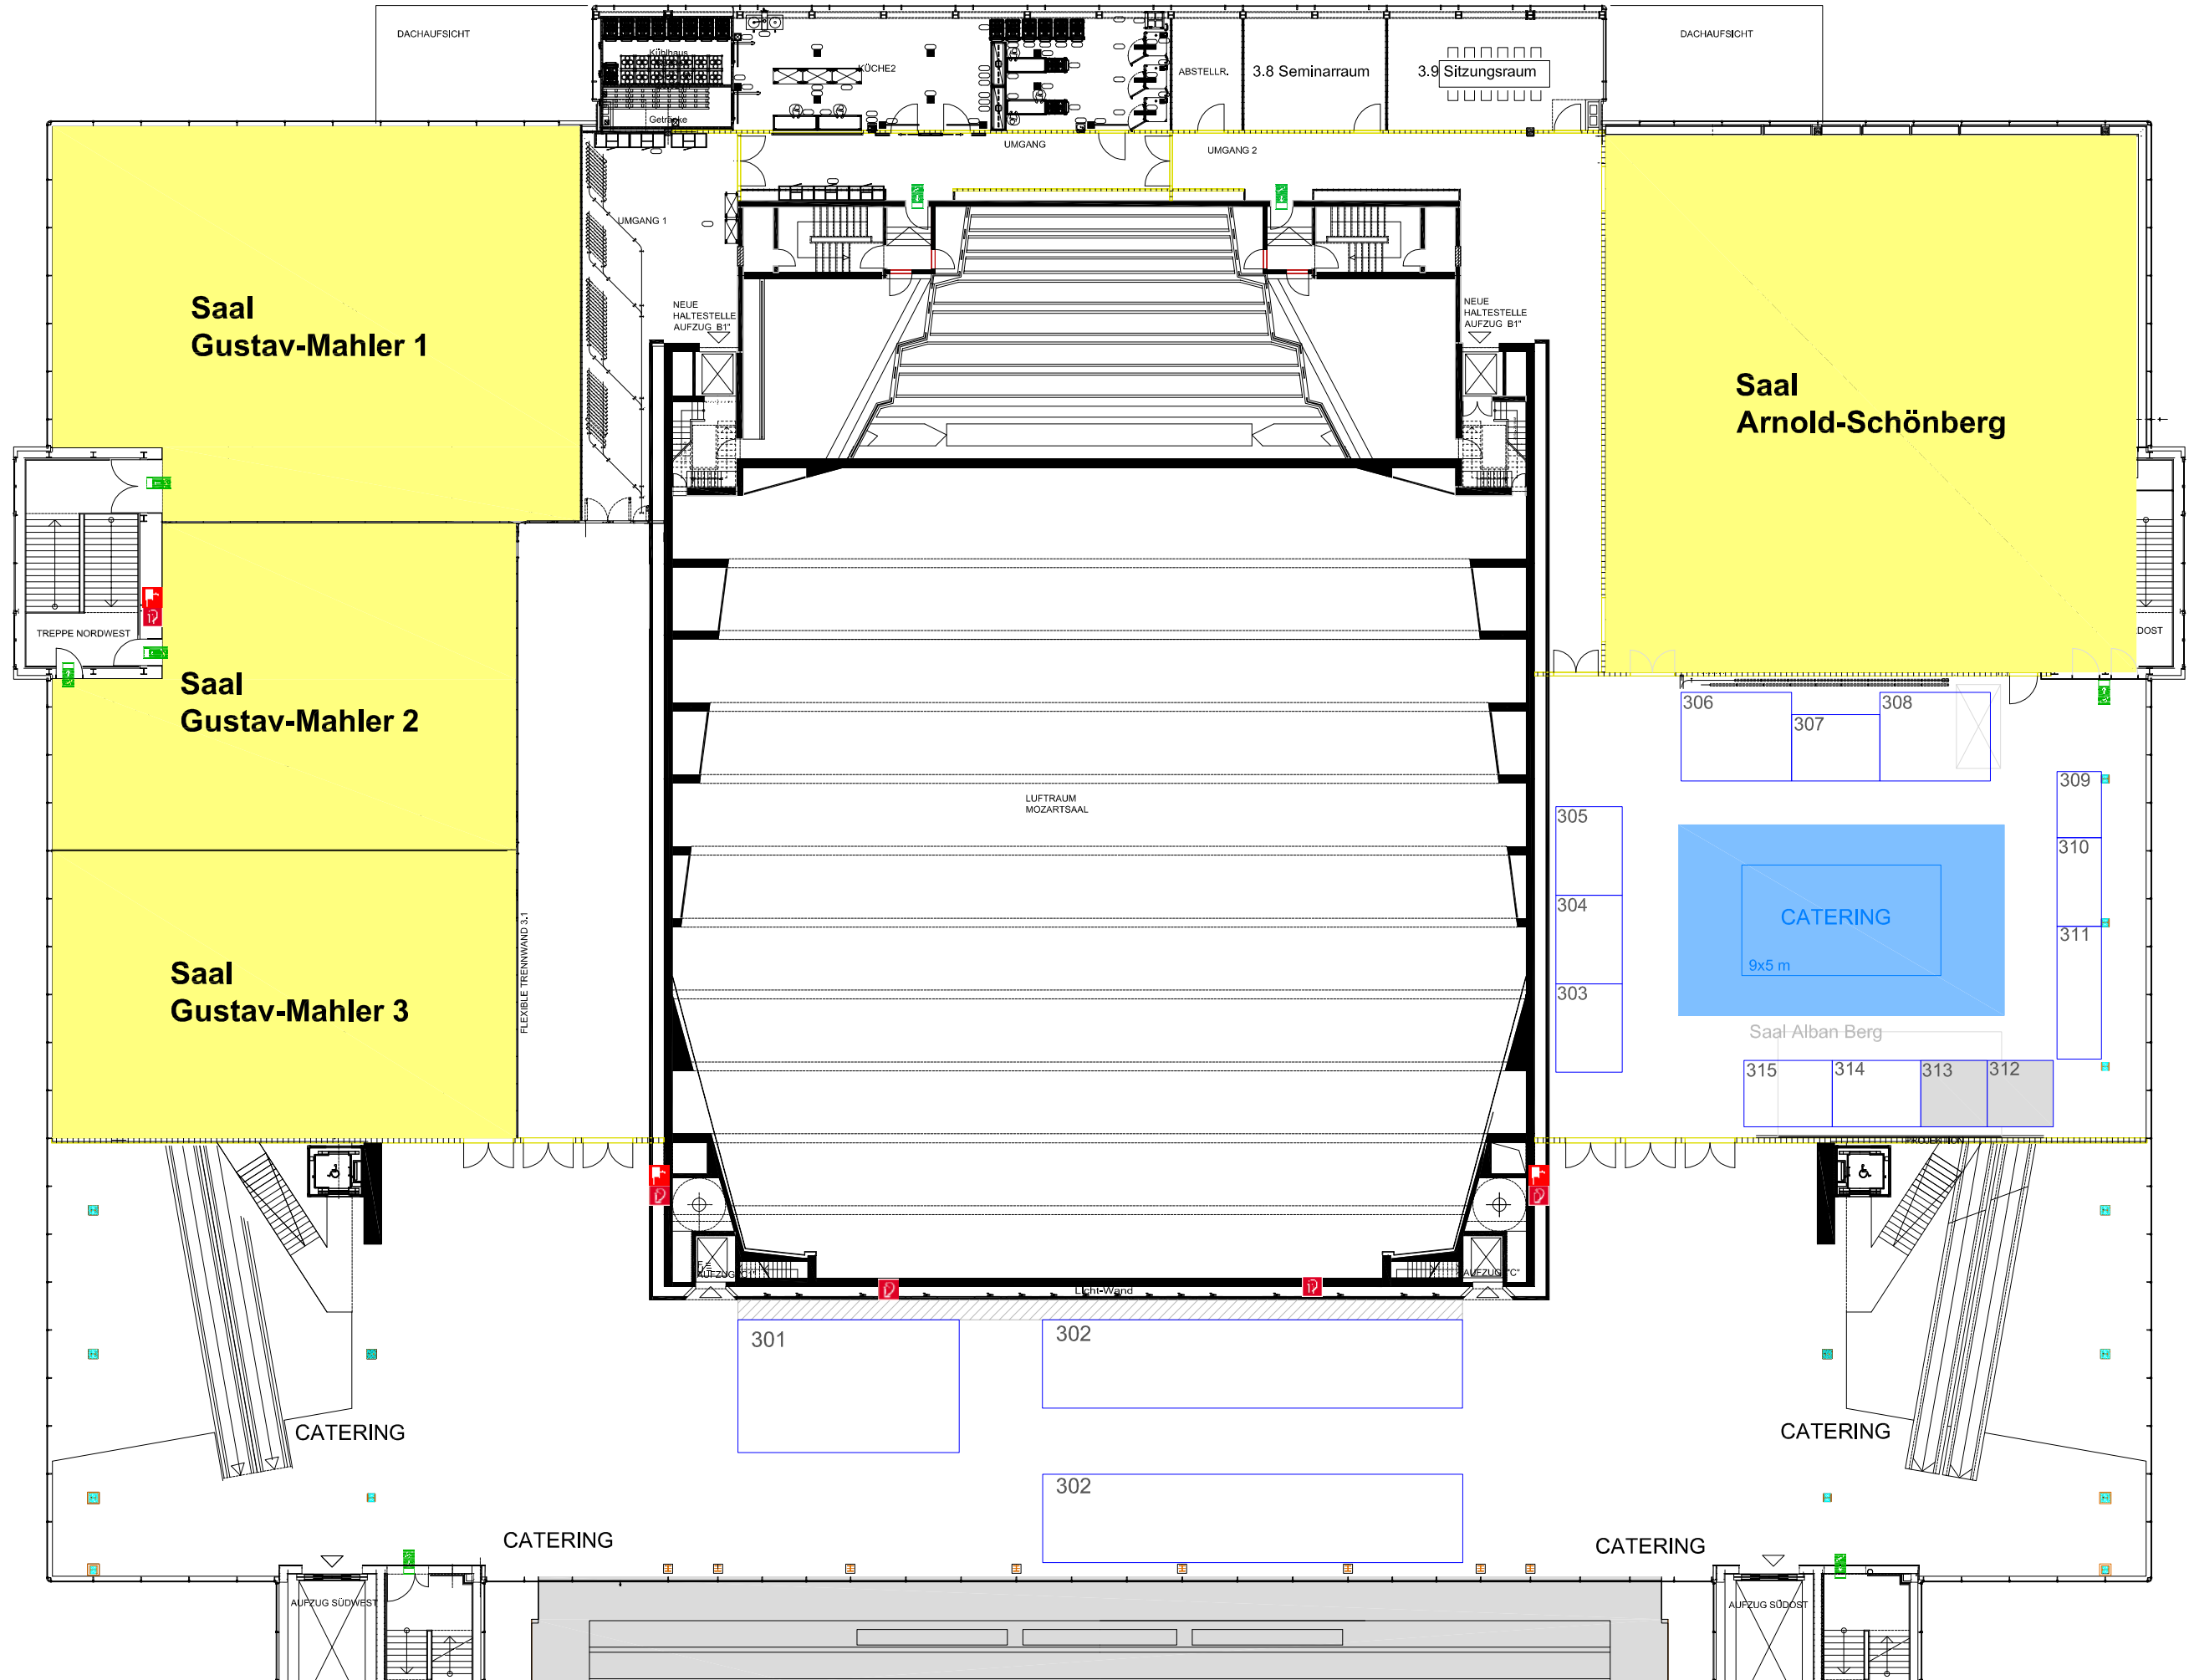 DACHAUFSICHT
DACHAUFSICHT
Kühlhaus
KÜCHE2
ABSTELLR.
3.8 Seminarraum
3.9 Sitzungsraum
Getränke
UMGANG
UMGANG 2
UMGANG 1
Saal
Gustav-Mahler 1
NEUE
HALTESTELLE
AUFZUG B1"
NEUE
HALTESTELLE
AUFZUG B1"
Saal
Arnold-Schönberg
TREPPE NORDWEST
DOST
Saal
Gustav-Mahler 2
306
307
308
309
LUFTRAUM
MOZARTSAAL
305
310
304
CATERING
311
9x5 m
Saal
Gustav-Mahler 3
FLEXIBLE TRENNWAND 3.1
303
Saal Alban Berg
315
314
313
312
PROJEKTION
AUFZUG "C"
Licht-Wand
301
302
CATERING
CATERING
302
CATERING
CATERING
AUFZUG SÜDWEST
AUFZUG SÜDOST